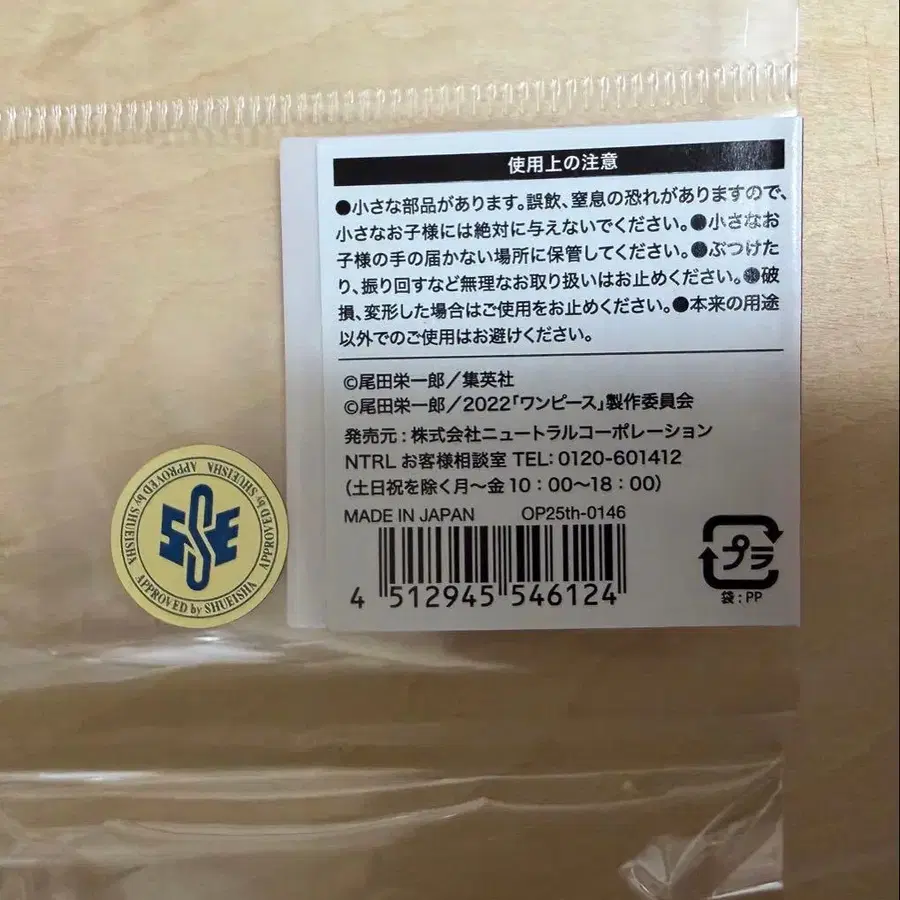 使用上の注意
●小さな部品があります。誤飲、窒息の恐れがありますので、
小さなお子様には絶対に与えないでください。●小さなお
子様の手の届かない場所に保管してください。●ぶつけた
り、振り回すなど無理なお取り扱いはお止めください。●破
損、変形した場合はご使用をお止めください。●本来の用途
以外でのご使用はお避けください。
©尾田栄一郎／集英社
©尾田栄一郎／2022「ワンピース」製作委員会
発売元：株式会社ニュートラルコーポレーション
NTRL お客様相談室 TEL：0120-601412
（土日祝を除く月〜金 10：00〜18：00）
MADE IN JAPAN OP25th-0146
4 512945 546124
プラ
袋：PP
SSE
APPROVED by SHUEISHA
APPROVED by SHUEISHA
APPROVED by SHUEISHA